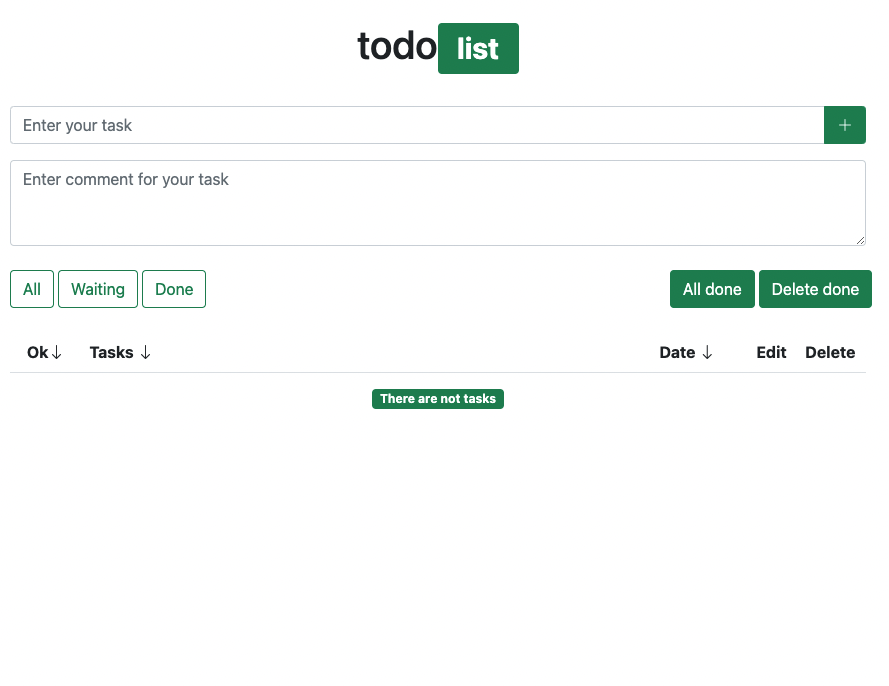 todo list
Enter your task
Enter comment for your task
All Waiting Done All done Delete done
Ok Tasks Date Edit Delete
There are not tasks